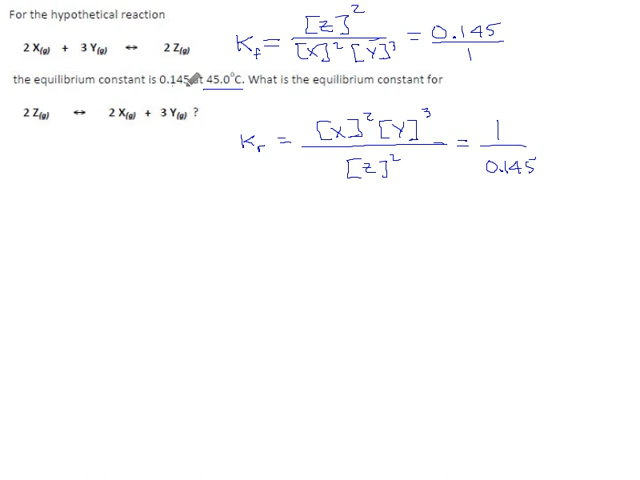 For the hypothetical reaction
2 X(g) + 3 Y(g) ↔ 2 Z(g)
Kf = [Z]² / [X]² [Y]³ = 0.145 / 1
the equilibrium constant is 0.145 at 45.0°C. What is the equilibrium constant for
2 Z(g) ↔ 2 X(g) + 3 Y(g) ?
Kr = [X]² [Y]³ / [Z]² = 1 / 0.145